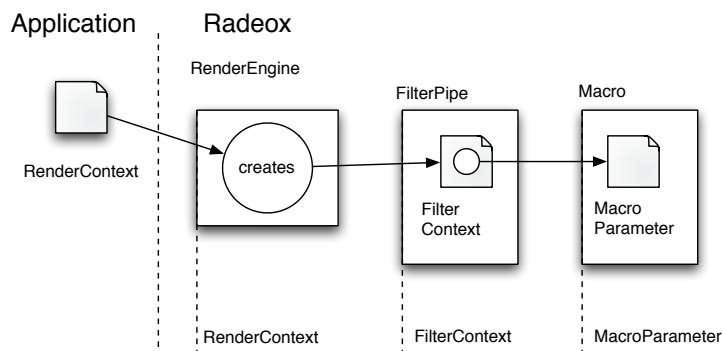 Application
Radeox
RenderEngine
FilterPipe
Macro
RenderContext
creates
Filter
Context
Macro
Parameter
RenderContext
FilterContext
MacroParameter